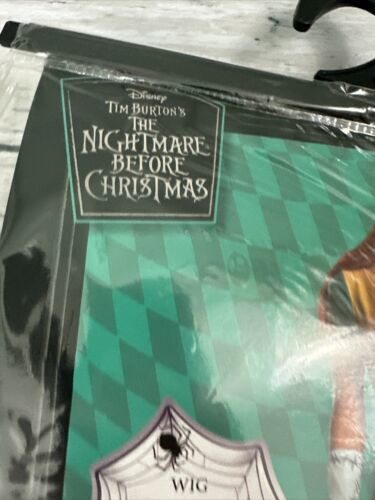 Disney
TIM BURTON'S
THE
NIGHTMARE
BEFORE
CHRISTMAS
WIG